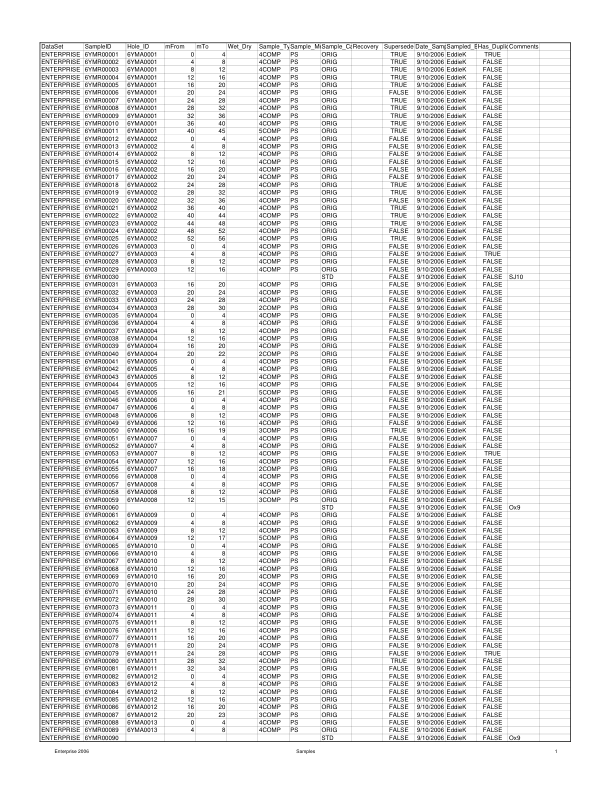 DataSet SampleID Hole_ID mFrom mTo Wet_Dry Sample_Ty Sample_Me Sample_Ca Recovery Supersede Date_Samp Sampled_B Has_Duplic Comments
ENTERPRISE 6YMR00001 6YMA0001 0 4 4COMP PS ORIG TRUE 9/10/2006 EddieK TRUE
ENTERPRISE 6YMR00002 6YMA0001 4 8 4COMP PS ORIG TRUE 9/10/2006 EddieK FALSE
ENTERPRISE 6YMR00003 6YMA0001 8 12 4COMP PS ORIG TRUE 9/10/2006 EddieK FALSE
ENTERPRISE 6YMR00004 6YMA0001 12 16 4COMP PS ORIG TRUE 9/10/2006 EddieK FALSE
ENTERPRISE 6YMR00005 6YMA0001 16 20 4COMP PS ORIG TRUE 9/10/2006 EddieK FALSE
ENTERPRISE 6YMR00006 6YMA0001 20 24 4COMP PS ORIG FALSE 9/10/2006 EddieK FALSE
ENTERPRISE 6YMR00007 6YMA0001 24 28 4COMP PS ORIG TRUE 9/10/2006 EddieK FALSE
ENTERPRISE 6YMR00008 6YMA0001 28 32 4COMP PS ORIG TRUE 9/10/2006 EddieK FALSE
ENTERPRISE 6YMR00009 6YMA0001 32 36 4COMP PS ORIG TRUE 9/10/2006 EddieK FALSE
ENTERPRISE 6YMR00010 6YMA0001 36 40 4COMP PS ORIG TRUE 9/10/2006 EddieK FALSE
ENTERPRISE 6YMR00011 6YMA0001 40 45 5COMP PS ORIG TRUE 9/10/2006 EddieK FALSE
ENTERPRISE 6YMR00012 6YMA0002 0 4 4COMP PS ORIG FALSE 9/10/2006 EddieK FALSE
ENTERPRISE 6YMR00013 6YMA0002 4 8 4COMP PS ORIG FALSE 9/10/2006 EddieK FALSE
ENTERPRISE 6YMR00014 6YMA0002 8 12 4COMP PS ORIG FALSE 9/10/2006 EddieK FALSE
ENTERPRISE 6YMR00015 6YMA0002 12 16 4COMP PS ORIG FALSE 9/10/2006 EddieK FALSE
ENTERPRISE 6YMR00016 6YMA0002 16 20 4COMP PS ORIG FALSE 9/10/2006 EddieK FALSE
ENTERPRISE 6YMR00017 6YMA0002 20 24 4COMP PS ORIG FALSE 9/10/2006 EddieK FALSE
ENTERPRISE 6YMR00018 6YMA0002 24 28 4COMP PS ORIG TRUE 9/10/2006 EddieK FALSE
ENTERPRISE 6YMR00019 6YMA0002 28 32 4COMP PS ORIG TRUE 9/10/2006 EddieK FALSE
ENTERPRISE 6YMR00020 6YMA0002 32 36 4COMP PS ORIG FALSE 9/10/2006 EddieK FALSE
ENTERPRISE 6YMR00021 6YMA0002 36 40 4COMP PS ORIG TRUE 9/10/2006 EddieK FALSE
ENTERPRISE 6YMR00022 6YMA0002 40 44 4COMP PS ORIG TRUE 9/10/2006 EddieK FALSE
ENTERPRISE 6YMR00023 6YMA0002 44 48 4COMP PS ORIG TRUE 9/10/2006 EddieK FALSE
ENTERPRISE 6YMR00024 6YMA0002 48 52 4COMP PS ORIG FALSE 9/10/2006 EddieK FALSE
ENTERPRISE 6YMR00025 6YMA0002 52 56 4COMP PS ORIG TRUE 9/10/2006 EddieK FALSE
ENTERPRISE 6YMR00026 6YMA0003 0 4 4COMP PS ORIG FALSE 9/10/2006 EddieK FALSE
ENTERPRISE 6YMR00027 6YMA0003 4 8 4COMP PS ORIG FALSE 9/10/2006 EddieK TRUE
ENTERPRISE 6YMR00028 6YMA0003 8 12 4COMP PS ORIG FALSE 9/10/2006 EddieK FALSE
ENTERPRISE 6YMR00029 6YMA0003 12 16 4COMP PS ORIG FALSE 9/10/2006 EddieK FALSE
ENTERPRISE 6YMR00030 STD FALSE 9/10/2006 EddieK FALSE SJ10
ENTERPRISE 6YMR00031 6YMA0003 16 20 4COMP PS ORIG FALSE 9/10/2006 EddieK FALSE
ENTERPRISE 6YMR00032 6YMA0003 20 24 4COMP PS ORIG FALSE 9/10/2006 EddieK FALSE
ENTERPRISE 6YMR00033 6YMA0003 24 28 4COMP PS ORIG FALSE 9/10/2006 EddieK FALSE
ENTERPRISE 6YMR00034 6YMA0003 28 30 2COMP PS ORIG FALSE 9/10/2006 EddieK FALSE
ENTERPRISE 6YMR00035 6YMA0004 0 4 4COMP PS ORIG FALSE 9/10/2006 EddieK FALSE
ENTERPRISE 6YMR00036 6YMA0004 4 8 4COMP PS ORIG FALSE 9/10/2006 EddieK FALSE
ENTERPRISE 6YMR00037 6YMA0004 8 12 4COMP PS ORIG FALSE 9/10/2006 EddieK FALSE
ENTERPRISE 6YMR00038 6YMA0004 12 16 4COMP PS ORIG FALSE 9/10/2006 EddieK FALSE
ENTERPRISE 6YMR00039 6YMA0004 16 20 4COMP PS ORIG FALSE 9/10/2006 EddieK FALSE
ENTERPRISE 6YMR00040 6YMA0004 20 22 2COMP PS ORIG FALSE 9/10/2006 EddieK FALSE
ENTERPRISE 6YMR00041 6YMA0005 0 4 4COMP PS ORIG FALSE 9/10/2006 EddieK FALSE
ENTERPRISE 6YMR00042 6YMA0005 4 8 4COMP PS ORIG FALSE 9/10/2006 EddieK FALSE
ENTERPRISE 6YMR00043 6YMA0005 8 12 4COMP PS ORIG FALSE 9/10/2006 EddieK FALSE
ENTERPRISE 6YMR00044 6YMA0005 12 16 4COMP PS ORIG FALSE 9/10/2006 EddieK FALSE
ENTERPRISE 6YMR00045 6YMA0005 16 21 5COMP PS ORIG FALSE 9/10/2006 EddieK FALSE
ENTERPRISE 6YMR00046 6YMA0006 0 4 4COMP PS ORIG FALSE 9/10/2006 EddieK FALSE
ENTERPRISE 6YMR00047 6YMA0006 4 8 4COMP PS ORIG FALSE 9/10/2006 EddieK FALSE
ENTERPRISE 6YMR00048 6YMA0006 8 12 4COMP PS ORIG FALSE 9/10/2006 EddieK FALSE
ENTERPRISE 6YMR00049 6YMA0006 12 16 4COMP PS ORIG FALSE 9/10/2006 EddieK FALSE
ENTERPRISE 6YMR00050 6YMA0006 16 19 3COMP PS ORIG TRUE 9/10/2006 EddieK FALSE
ENTERPRISE 6YMR00051 6YMA0007 0 4 4COMP PS ORIG FALSE 9/10/2006 EddieK FALSE
ENTERPRISE 6YMR00052 6YMA0007 4 8 4COMP PS ORIG FALSE 9/10/2006 EddieK FALSE
ENTERPRISE 6YMR00053 6YMA0007 8 12 4COMP PS ORIG FALSE 9/10/2006 EddieK TRUE
ENTERPRISE 6YMR00054 6YMA0007 12 16 4COMP PS ORIG FALSE 9/10/2006 EddieK FALSE
ENTERPRISE 6YMR00055 6YMA0007 16 18 2COMP PS ORIG FALSE 9/10/2006 EddieK FALSE
ENTERPRISE 6YMR00056 6YMA0008 0 4 4COMP PS ORIG FALSE 9/10/2006 EddieK FALSE
ENTERPRISE 6YMR00057 6YMA0008 4 8 4COMP PS ORIG FALSE 9/10/2006 EddieK FALSE
ENTERPRISE 6YMR00058 6YMA0008 8 12 4COMP PS ORIG FALSE 9/10/2006 EddieK FALSE
ENTERPRISE 6YMR00059 6YMA0008 12 15 3COMP PS ORIG FALSE 9/10/2006 EddieK FALSE
ENTERPRISE 6YMR00060 STD FALSE 9/10/2006 EddieK FALSE Ox9
ENTERPRISE 6YMR00061 6YMA0009 0 4 4COMP PS ORIG FALSE 9/10/2006 EddieK FALSE
ENTERPRISE 6YMR00062 6YMA0009 4 8 4COMP PS ORIG FALSE 9/10/2006 EddieK FALSE
ENTERPRISE 6YMR00063 6YMA0009 8 12 4COMP PS ORIG FALSE 9/10/2006 EddieK FALSE
ENTERPRISE 6YMR00064 6YMA0009 12 17 5COMP PS ORIG FALSE 9/10/2006 EddieK FALSE
ENTERPRISE 6YMR00065 6YMA0010 0 4 4COMP PS ORIG FALSE 9/10/2006 EddieK FALSE
ENTERPRISE 6YMR00066 6YMA0010 4 8 4COMP PS ORIG FALSE 9/10/2006 EddieK FALSE
ENTERPRISE 6YMR00067 6YMA0010 8 12 4COMP PS ORIG FALSE 9/10/2006 EddieK FALSE
ENTERPRISE 6YMR00068 6YMA0010 12 16 4COMP PS ORIG FALSE 9/10/2006 EddieK FALSE
ENTERPRISE 6YMR00069 6YMA0010 16 20 4COMP PS ORIG FALSE 9/10/2006 EddieK FALSE
ENTERPRISE 6YMR00070 6YMA0010 20 24 4COMP PS ORIG FALSE 9/10/2006 EddieK FALSE
ENTERPRISE 6YMR00071 6YMA0010 24 28 4COMP PS ORIG FALSE 9/10/2006 EddieK FALSE
ENTERPRISE 6YMR00072 6YMA0010 28 30 2COMP PS ORIG FALSE 9/10/2006 EddieK FALSE
ENTERPRISE 6YMR00073 6YMA0011 0 4 4COMP PS ORIG FALSE 9/10/2006 EddieK FALSE
ENTERPRISE 6YMR00074 6YMA0011 4 8 4COMP PS ORIG FALSE 9/10/2006 EddieK FALSE
ENTERPRISE 6YMR00075 6YMA0011 8 12 4COMP PS ORIG FALSE 9/10/2006 EddieK FALSE
ENTERPRISE 6YMR00076 6YMA0011 12 16 4COMP PS ORIG FALSE 9/10/2006 EddieK FALSE
ENTERPRISE 6YMR00077 6YMA0011 16 20 4COMP PS ORIG FALSE 9/10/2006 EddieK FALSE
ENTERPRISE 6YMR00078 6YMA0011 20 24 4COMP PS ORIG FALSE 9/10/2006 EddieK FALSE
ENTERPRISE 6YMR00079 6YMA0011 24 28 4COMP PS ORIG FALSE 9/10/2006 EddieK TRUE
ENTERPRISE 6YMR00080 6YMA0011 28 32 4COMP PS ORIG TRUE 9/10/2006 EddieK FALSE
ENTERPRISE 6YMR00081 6YMA0011 32 34 2COMP PS ORIG FALSE 9/10/2006 EddieK FALSE
ENTERPRISE 6YMR00082 6YMA0012 0 4 4COMP PS ORIG FALSE 9/10/2006 EddieK FALSE
ENTERPRISE 6YMR00083 6YMA0012 4 8 4COMP PS ORIG FALSE 9/10/2006 EddieK FALSE
ENTERPRISE 6YMR00084 6YMA0012 8 12 4COMP PS ORIG FALSE 9/10/2006 EddieK FALSE
ENTERPRISE 6YMR00085 6YMA0012 12 16 4COMP PS ORIG FALSE 9/10/2006 EddieK FALSE
ENTERPRISE 6YMR00086 6YMA0012 16 20 4COMP PS ORIG FALSE 9/10/2006 EddieK FALSE
ENTERPRISE 6YMR00087 6YMA0012 20 23 3COMP PS ORIG FALSE 9/10/2006 EddieK FALSE
ENTERPRISE 6YMR00088 6YMA0013 0 4 4COMP PS ORIG FALSE 9/10/2006 EddieK FALSE
ENTERPRISE 6YMR00089 6YMA0013 4 8 4COMP PS ORIG FALSE 9/10/2006 EddieK FALSE
ENTERPRISE 6YMR00090 STD FALSE 9/10/2006 EddieK FALSE Ox9
Enterprise 2006 Samples 1